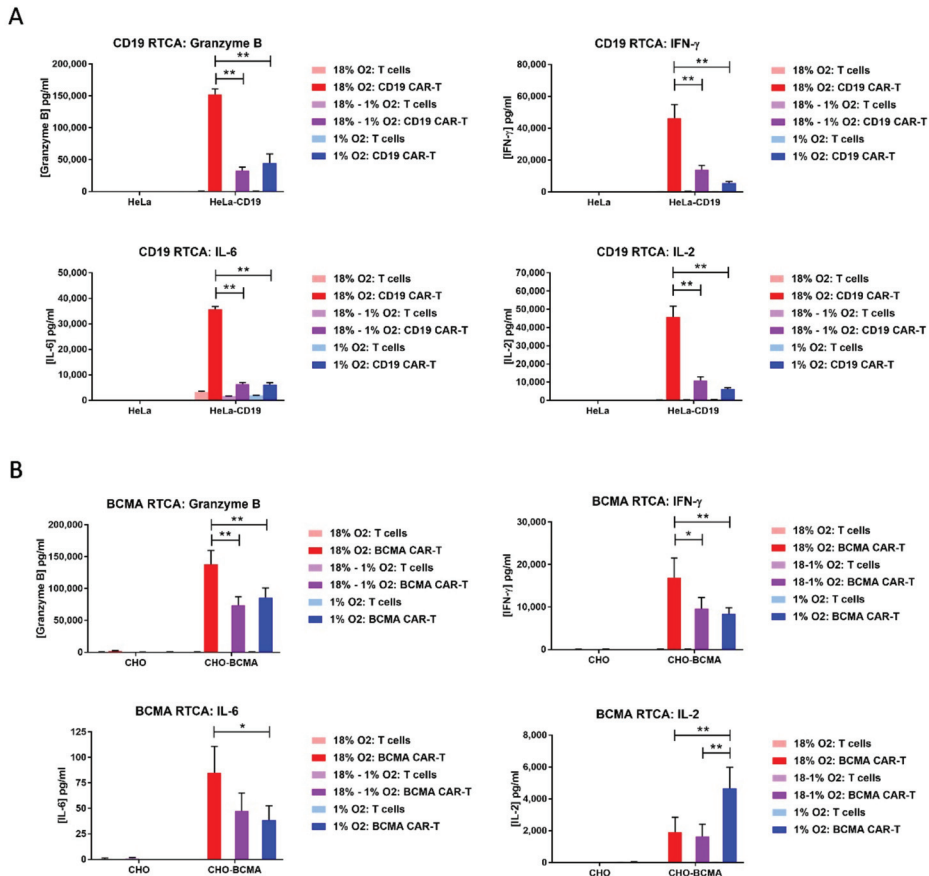 A
CD19 RTCA: Granzyme B
[Granzyme B] pg/ml
200,000
150,000
100,000
50,000
0
**
**
HeLa
HeLa-CD19
18% O2: T cells
18% O2: CD19 CAR-T
18% - 1% O2: T cells
18% - 1% O2: CD19 CAR-T
1% O2: T cells
1% O2: CD19 CAR-T
CD19 RTCA: IFN-γ
[IFN-γ] pg/ml
80,000
60,000
40,000
20,000
0
**
**
HeLa
HeLa-CD19
18% O2: T cells
18% O2: CD19 CAR-T
18% - 1% O2: T cells
18% - 1% O2: CD19 CAR-T
1% O2: T cells
1% O2: CD19 CAR-T
CD19 RTCA: IL-6
[IL-6] pg/ml
50,000
40,000
30,000
20,000
10,000
0
**
**
HeLa
HeLa-CD19
18% O2: T cells
18% O2: CD19 CAR-T
18% - 1% O2: T cells
18% - 1% O2: CD19 CAR-T
1% O2: T cells
1% O2: CD19 CAR-T
CD19 RTCA: IL-2
[IL-2] pg/ml
70,000
60,000
50,000
40,000
30,000
20,000
10,000
0
**
**
HeLa
HeLa-CD19
18% O2: T cells
18% O2: CD19 CAR-T
18% - 1% O2: T cells
18% - 1% O2: CD19 CAR-T
1% O2: T cells
1% O2: CD19 CAR-T
B
BCMA RTCA: Granzyme B
[Granzyme B] pg/ml
200,000
150,000
100,000
50,000
0
**
**
CHO
CHO-BCMA
18% O2: T cells
18% O2: BCMA CAR-T
18% - 1% O2: T cells
18% - 1% O2: BCMA CAR-T
1% O2: T cells
1% O2: BCMA CAR-T
BCMA RTCA: IFN-γ
[IFN-γ] pg/ml
30,000
20,000
10,000
0
**
*
CHO
CHO-BCMA
18% O2: T cells
18% O2: BCMA CAR-T
18-1% O2: T cells
18-1% O2: BCMA CAR-T
1% O2: T cells
1% O2: BCMA CAR-T
BCMA RTCA: IL-6
[IL-6] pg/ml
125
100
75
50
25
0
*
CHO
CHO-BCMA
18% O2: T cells
18% O2: BCMA CAR-T
18% - 1% O2: T cells
18% - 1% O2: BCMA CAR-T
1% O2: T cells
1% O2: BCMA CAR-T
BCMA RTCA: IL-2
[IL-2] pg/ml
8,000
6,000
4,000
2,000
0
**
**
CHO
CHO-BCMA
18% O2: T cells
18% O2: BCMA CAR-T
18-1% O2: T cells
18-1% O2: BCMA CAR-T
1% O2: T cells
1% O2: BCMA CAR-T